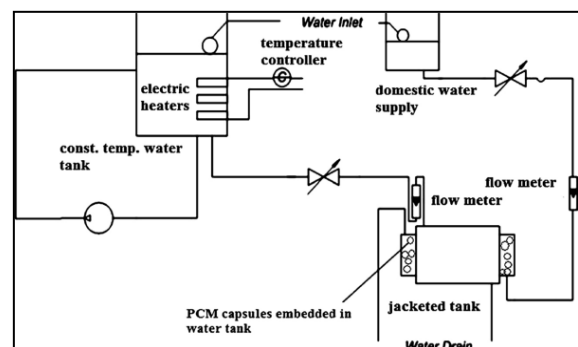 Water Inlet
temperature
controller
C
electric
heaters
domestic water
supply
const. temp. water
tank
flow meter
flow meter
PCM capsules embedded in
water tank
jacketed tank
Water Drain